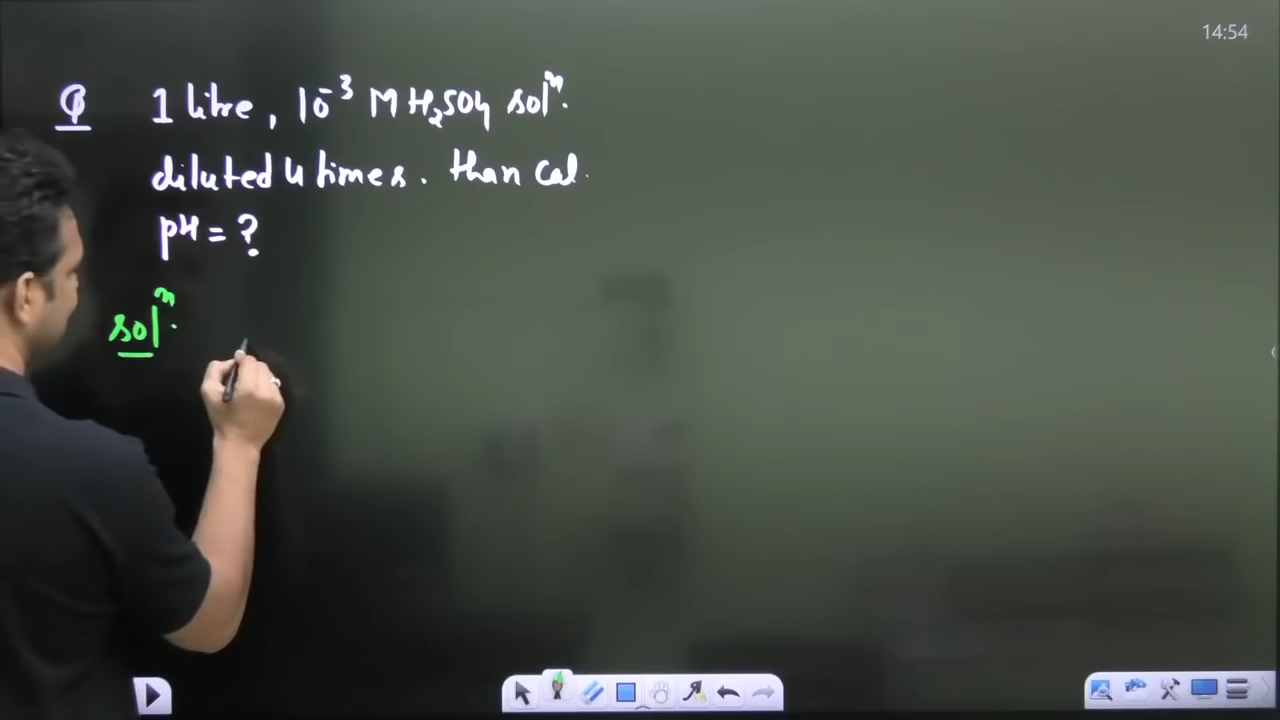 14:54
Q 1 litre, 10⁻³ M H₂SO₄ solⁿ.
diluted 4 times. than cal.
pH = ?
solⁿ.